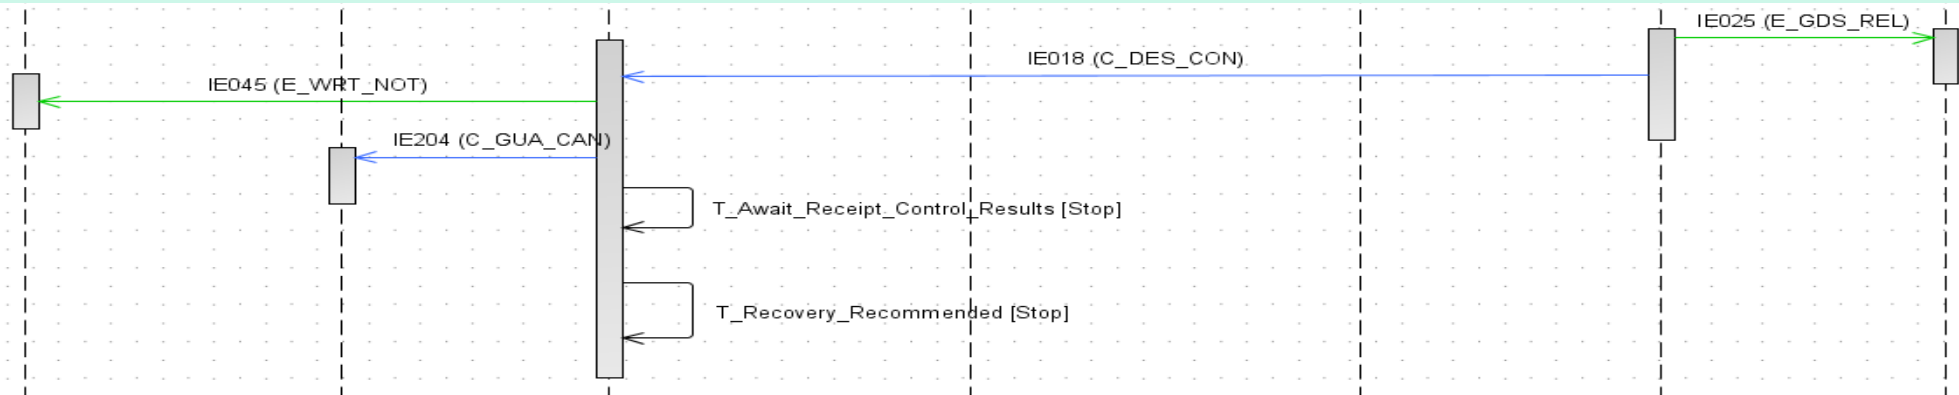 IE025 (E_GDS_REL)
IE018 (C_DES_CON)
IE045 (E_WRT_NOT)
IE204 (C_GUA_CAN)
T_Await_Receipt_Control_Results [Stop]
T_Recovery_Recommended [Stop]